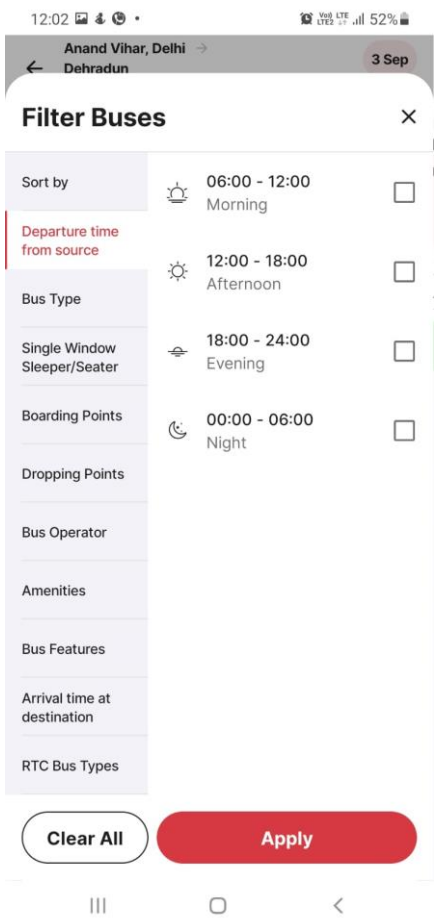 12:02
Vo)) LTE
LTE2
52%
Anand Vihar, Delhi →
Dehradun
3 Sep
Filter Buses
Sort by
06:00 - 12:00
Morning
Departure time
from source
12:00 - 18:00
Afternoon
Bus Type
18:00 - 24:00
Evening
Single Window
Sleeper/Seater
00:00 - 06:00
Night
Boarding Points
Dropping Points
Bus Operator
Amenities
Bus Features
Arrival time at
destination
RTC Bus Types
Clear All
Apply